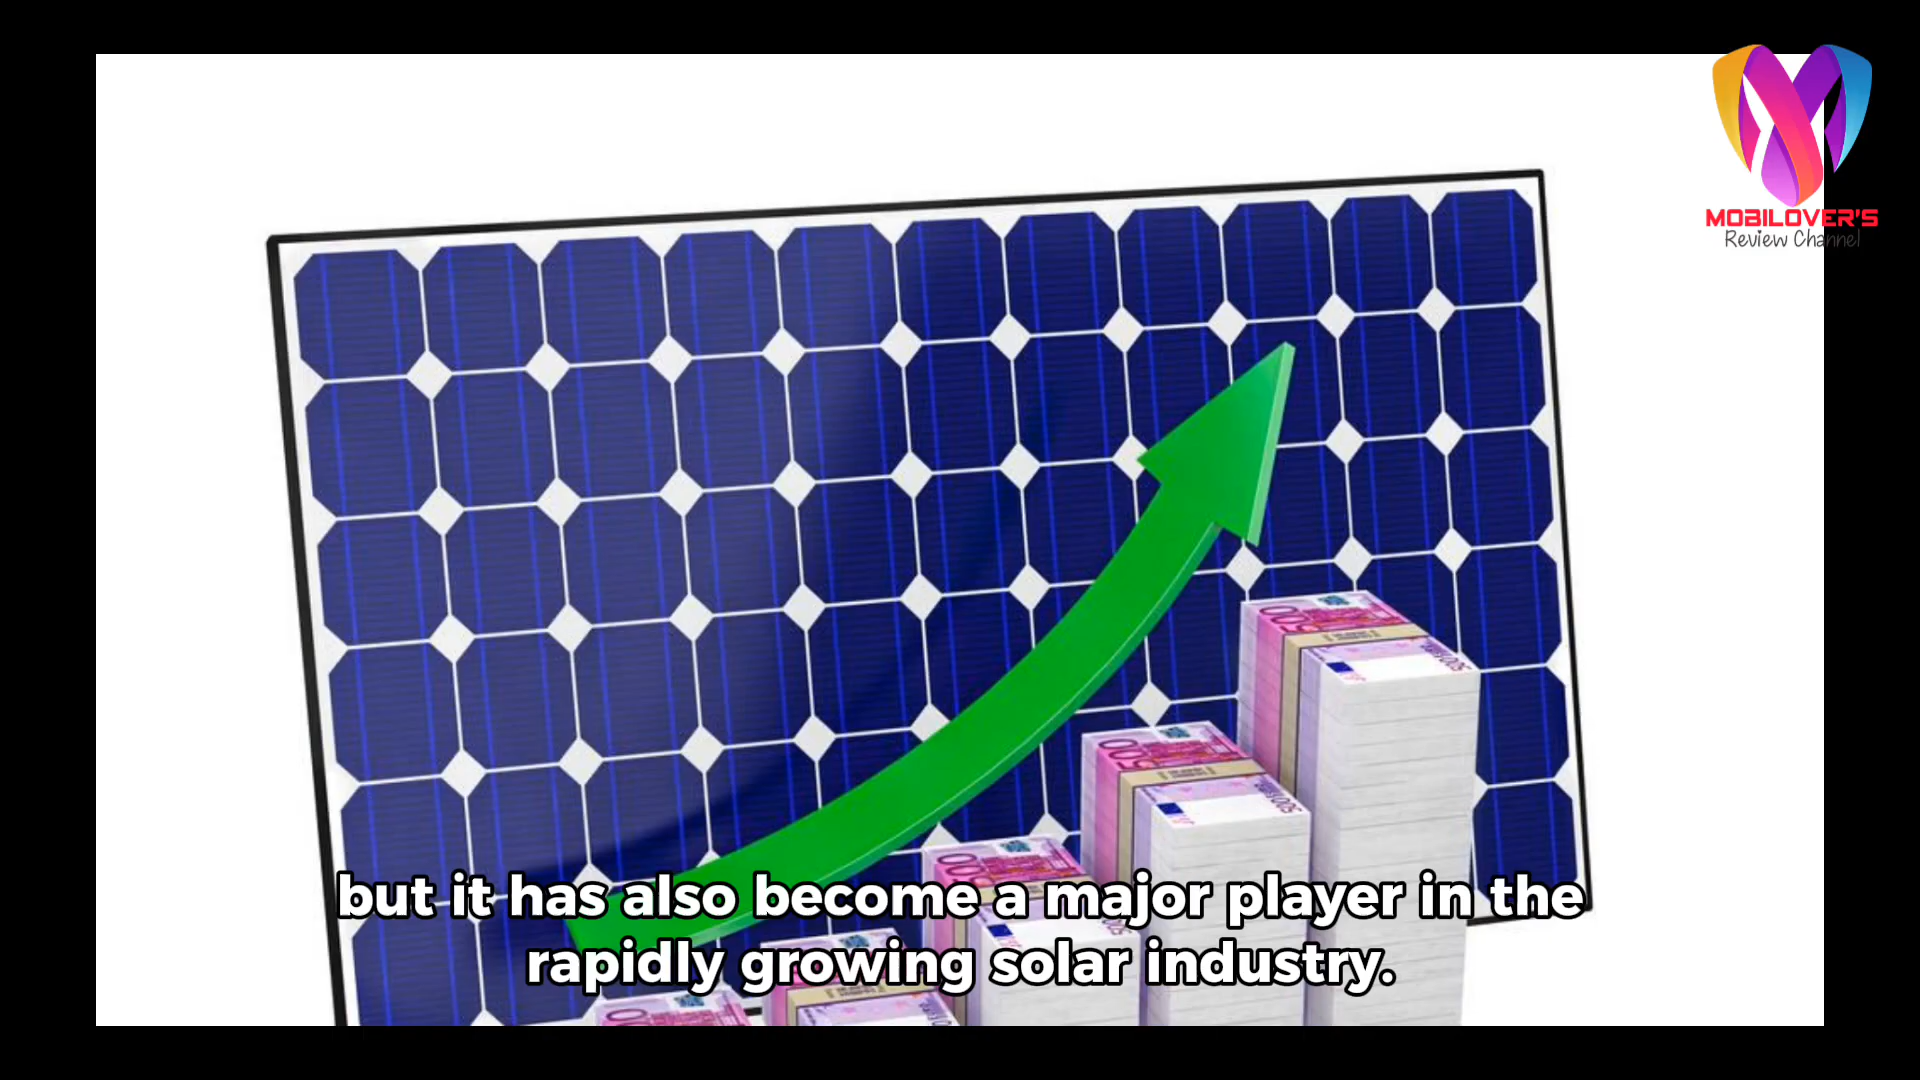 MOBILOVER'S
Review Channel
but it has also become a major player in the
rapidly growing solar industry.